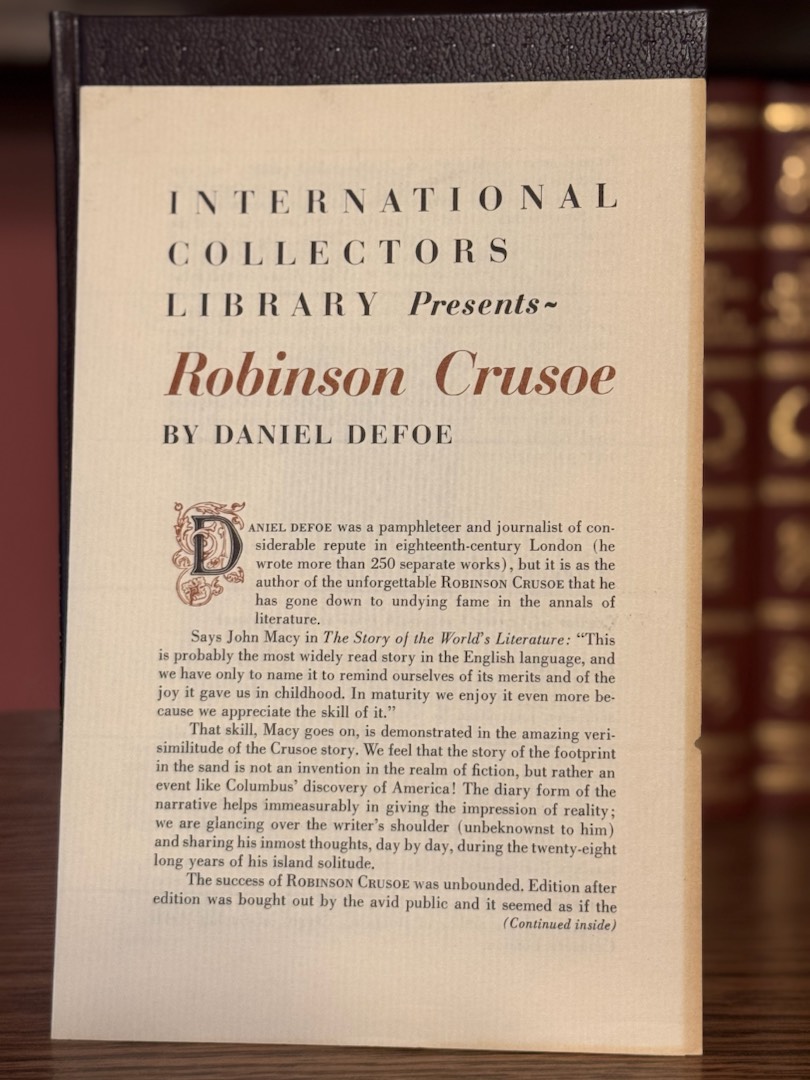 INTERNATIONAL
COLLECTORS
LIBRARY Presents~
Robinson Crusoe
BY DANIEL DEFOE
DANIEL DEFOE was a pamphleteer and journalist of con-
siderable repute in eighteenth-century London (he
wrote more than 250 separate works), but it is as the
author of the unforgettable ROBINSON CRUSOE that he
has gone down to undying fame in the annals of
literature.
Says John Macy in The Story of the World's Literature: “This
is probably the most widely read story in the English language, and
we have only to name it to remind ourselves of its merits and of the
joy it gave us in childhood. In maturity we enjoy it even more be-
cause we appreciate the skill of it.”
That skill, Macy goes on, is demonstrated in the amazing veri-
similitude of the Crusoe story. We feel that the story of the footprint
in the sand is not an invention in the realm of fiction, but rather an
event like Columbus’ discovery of America! The diary form of the
narrative helps immeasurably in giving the impression of reality;
we are glancing over the writer’s shoulder (unbeknownst to him)
and sharing his inmost thoughts, day by day, during the twenty-eight
long years of his island solitude.
The success of ROBINSON CRUSOE was unbounded. Edition after
edition was bought out by the avid public and it seemed as if the
(Continued inside)